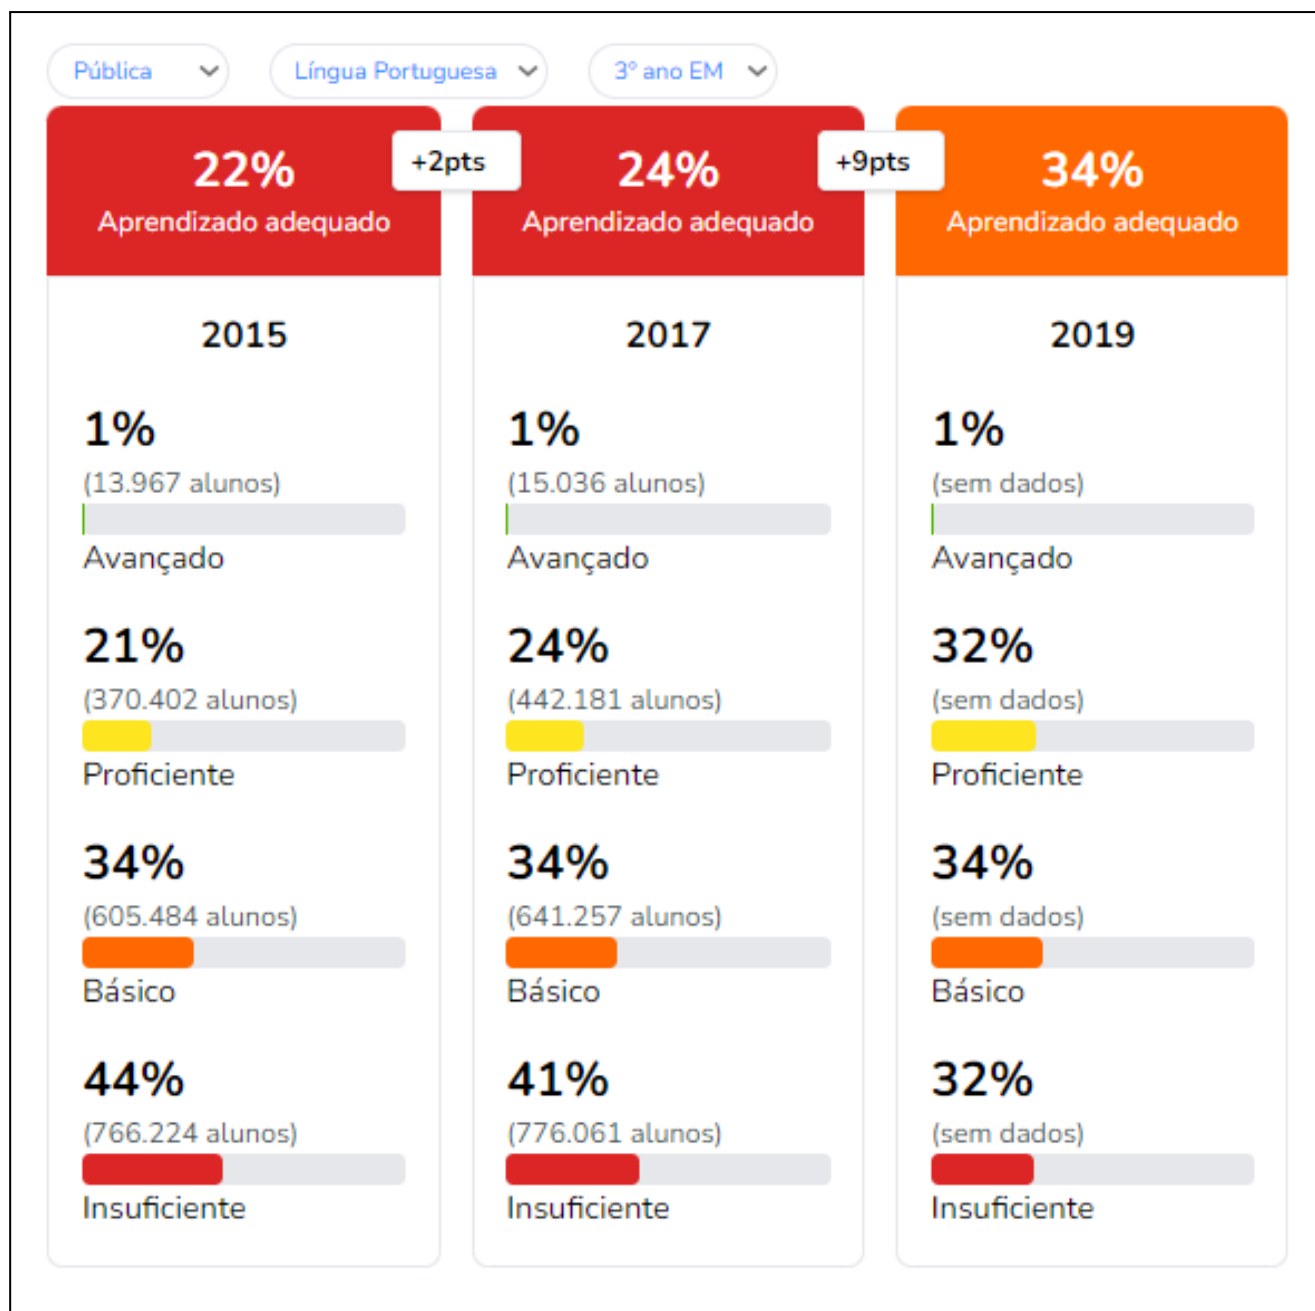 Pública
Língua Portuguesa
3º ano EM
22%
Aprendizado adequado
+2pts
24%
Aprendizado adequado
+9pts
34%
Aprendizado adequado
2015
1%
(13.967 alunos)
Avançado
21%
(370.402 alunos)
Proficiente
34%
(605.484 alunos)
Básico
44%
(766.224 alunos)
Insuficiente
2017
1%
(15.036 alunos)
Avançado
24%
(442.181 alunos)
Proficiente
34%
(641.257 alunos)
Básico
41%
(776.061 alunos)
Insuficiente
2019
1%
(sem dados)
Avançado
32%
(sem dados)
Proficiente
34%
(sem dados)
Básico
32%
(sem dados)
Insuficiente